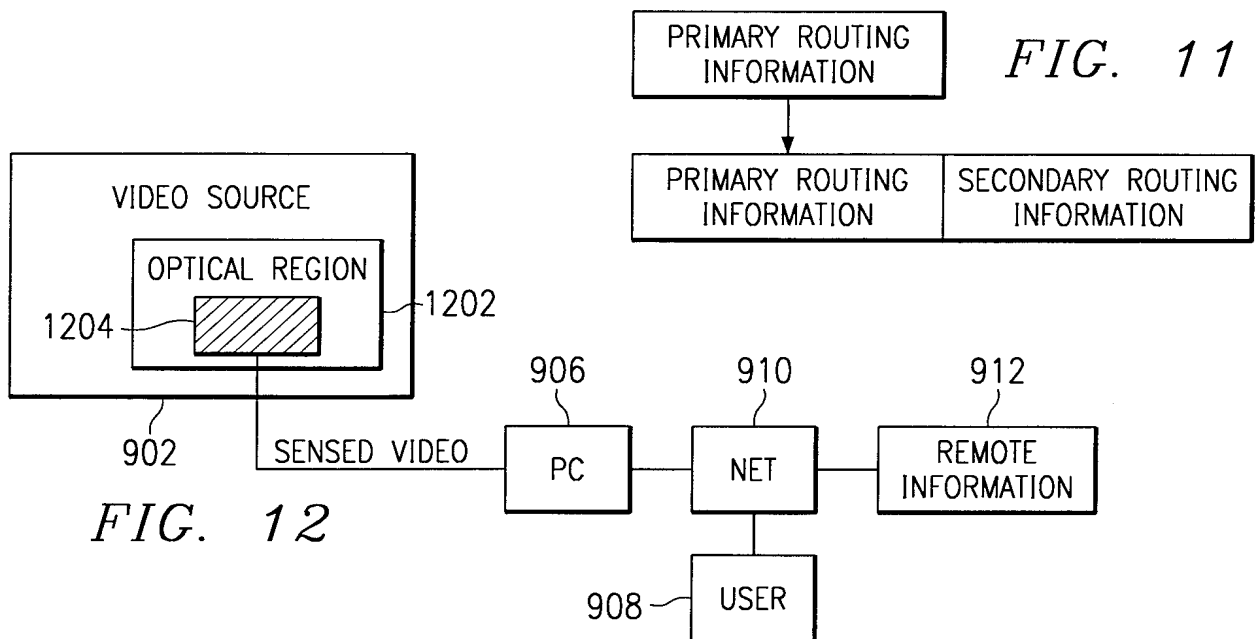 PRIMARY ROUTING
INFORMATION
FIG. 11
PRIMARY ROUTING
INFORMATION
SECONDARY ROUTING
INFORMATION
VIDEO SOURCE
OPTICAL REGION
1204
1202
902
SENSED VIDEO
906
PC
910
NET
912
REMOTE
INFORMATION
908
USER
FIG. 12